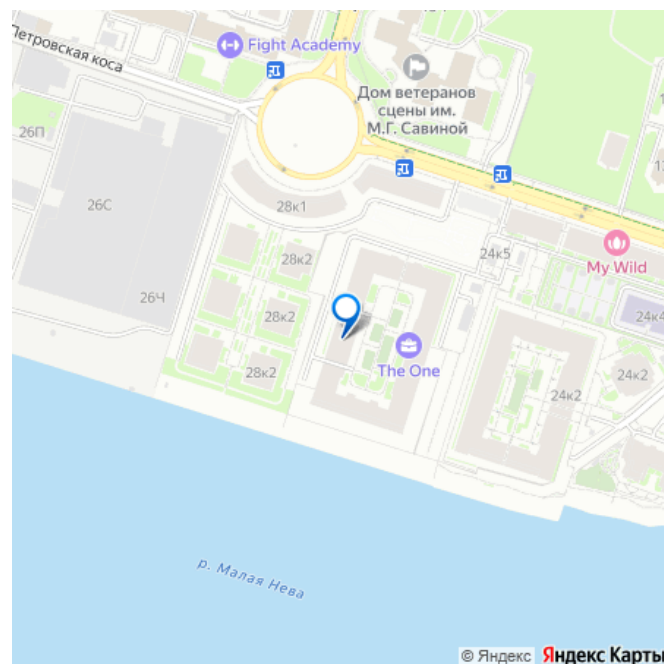 Петровская коса
Fight Academy
Дом ветеранов
сцены им.
М.Г. Савиной
26П
26С
28к1
24к5
My Wild
28к2
26Ч
28к2
24к4
The One
28к2
24к2
24к2
р. Малая Нева
© Яндекс Яндекс Карты